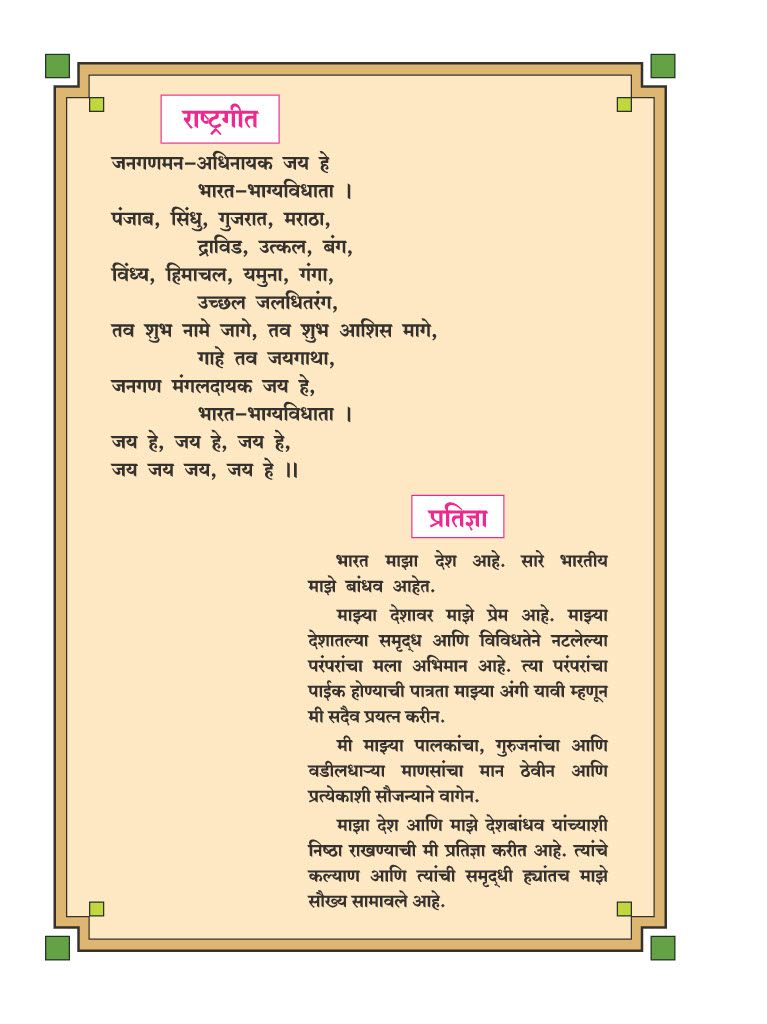 राष्ट्रगीत
जनगणमन–अधिनायक जय हे
भारत–भाग्यविधाता ।
पंजाब, सिंधु, गुजरात, मराठा,
द्राविड, उत्कल, बंग,
विंध्य, हिमाचल, यमुना, गंगा,
उच्छल जलधितरंग,
तव शुभ नामे जागे, तव शुभ आशिस मागे,
गाहे तव जयगाथा,
जनगण मंगलदायक जय हे,
भारत–भाग्यविधाता ।
जय हे, जय हे, जय हे,
जय जय जय, जय हे ।।
प्रतिज्ञा
भारत माझा देश आहे. सारे भारतीय
माझे बांधव आहेत.
माझ्या देशावर माझे प्रेम आहे. माझ्या
देशातल्या समृद्ध आणि विविधतेने नटलेल्या
परंपरांचा मला अभिमान आहे. त्या परंपरांचा
पाईक होण्याची पात्रता माझ्या अंगी यावी म्हणून
मी सदैव प्रयत्न करीन.
मी माझ्या पालकांचा, गुरुजनांचा आणि
वडीलधाऱ्या माणसांचा मान ठेवीन आणि
प्रत्येकाशी सौजन्याने वागेन.
माझा देश आणि माझे देशबांधव यांच्याशी
निष्ठा राखण्याची मी प्रतिज्ञा करीत आहे. त्यांचे
कल्याण आणि त्यांची समृद्धी ह्यांतच माझे
सौख्य सामावले आहे.